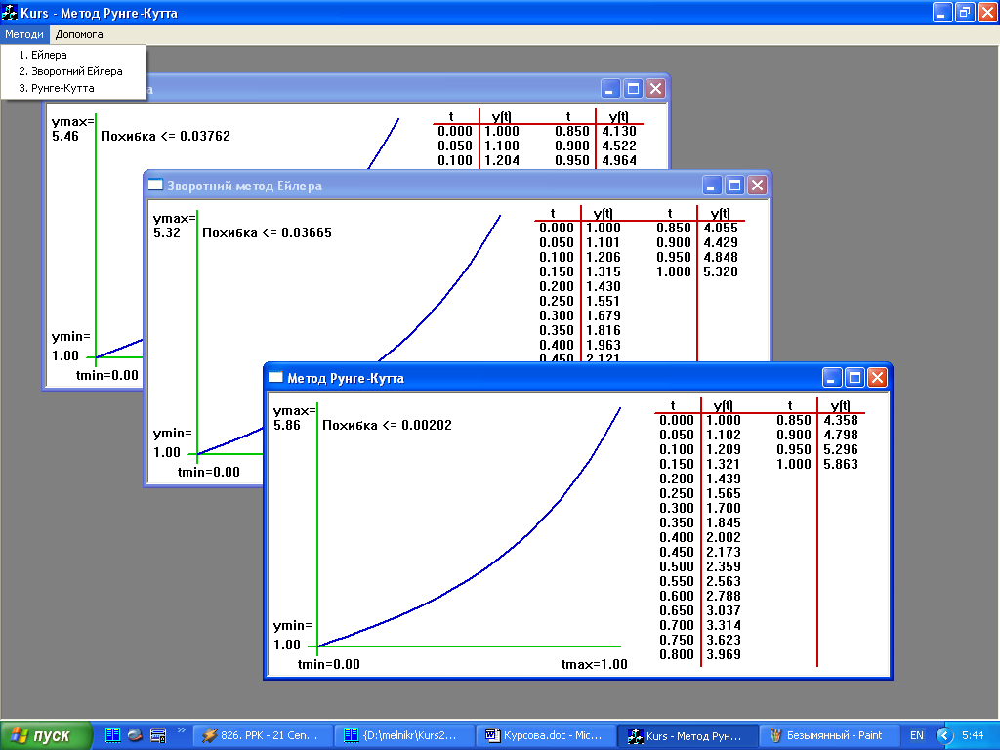 Kurs - Метод Рунге-Кутта
Методи Допомога
1. Ейлера
2. Зворотний Ейлера
3. Рунге-Кутта
ymax=
5.46 Похибка <= 0.03762
t y(t) t y(t)
0.000 1.000 0.850 4.130
0.050 1.100 0.900 4.522
0.100 1.204 0.950 4.964
ymin=
1.00
tmin=0.00
Зворотний метод Ейлера
ymax=
5.32 Похибка <= 0.03665
t y(t) t y(t)
0.000 1.000 0.850 4.055
0.050 1.101 0.900 4.429
0.100 1.206 0.950 4.848
0.150 1.315 1.000 5.320
0.200 1.430
0.250 1.551
0.300 1.679
0.350 1.816
0.400 1.963
0.450 2.121
ymin=
1.00
tmin=0.00
Метод Рунге-Кутта
ymax=
5.86 Похибка <= 0.00202
t y(t) t y(t)
0.000 1.000 0.850 4.358
0.050 1.102 0.900 4.798
0.100 1.209 0.950 5.296
0.150 1.321 1.000 5.863
0.200 1.439
0.250 1.565
0.300 1.700
0.350 1.845
0.400 2.002
0.450 2.173
0.500 2.359
0.550 2.563
0.600 2.788
0.650 3.037
0.700 3.314
0.750 3.623
0.800 3.969
ymin=
1.00
tmin=0.00 tmax=1.00
пуск 826. PPK - 21 Cen... {D:\melnikr\Kurs2... Курсова.doc - Mic... Kurs - Метод Рун... Безымянный - Paint EN 5:44